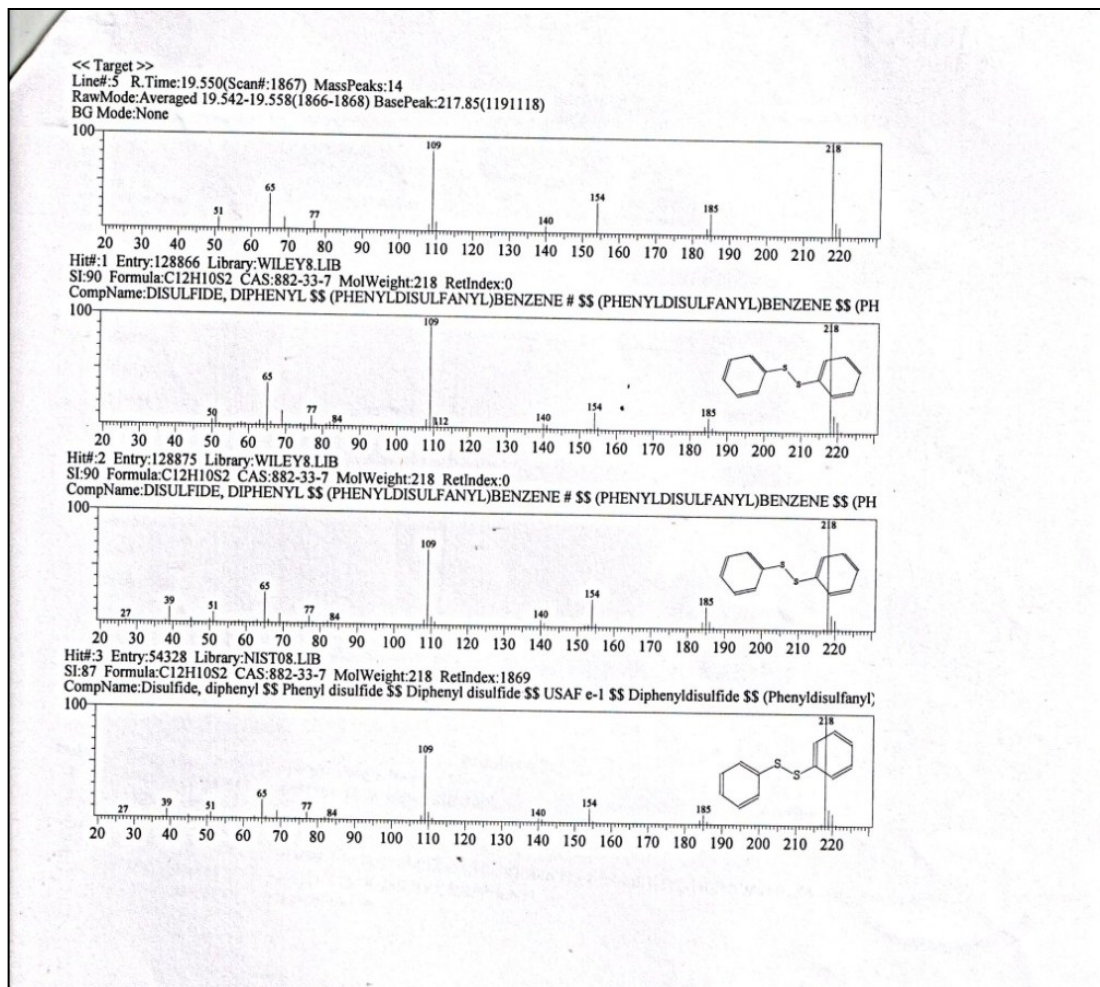 << Target >>
Line#:5 R.Time:19.550(Scan#:1867) MassPeaks:14
RawMode:Averaged 19.542-19.558(1866-1868) BasePeak:217.85(1191118)
BG Mode:None
100
109 218
65 154 185
51 77 140
20 30 40 50 60 70 80 90 100 110 120 130 140 150 160 170 180 190 200 210 220
Hit#:1 Entry:128866 Library:WILEY8.LIB
SI:90 Formula:C12H10S2 CAS:882-33-7 MolWeight:218 RetIndex:0
CompName:DISULFIDE, DIPHENYL $$ (PHENYLDISULFANYL)BENZENE # $$ (PHENYLDISULFANYL)BENZENE $$ (PH
100
109 218
S S
65
50 77 84 112 140 154 185
20 30 40 50 60 70 80 90 100 110 120 130 140 150 160 170 180 190 200 210 220
Hit#:2 Entry:128875 Library:WILEY8.LIB
SI:90 Formula:C12H10S2 CAS:882-33-7 MolWeight:218 RetIndex:0
CompName:DISULFIDE, DIPHENYL $$ (PHENYLDISULFANYL)BENZENE # $$ (PHENYLDISULFANYL)BENZENE $$ (PH
100
218
109
S S
65 154
27 39 51 77 84 140 185
20 30 40 50 60 70 80 90 100 110 120 130 140 150 160 170 180 190 200 210 220
Hit#:3 Entry:54328 Library:NIST08.LIB
SI:87 Formula:C12H10S2 CAS:882-33-7 MolWeight:218 RetIndex:1869
CompName:Disulfide, diphenyl $$ Phenyl disulfide $$ Diphenyl disulfide $$ USAF e-1 $$ Diphenyldisulfide $$ (Phenyldisulfanyl)
100
218
109
S S
65
27 39 51 77 84 140 154 185
20 30 40 50 60 70 80 90 100 110 120 130 140 150 160 170 180 190 200 210 220